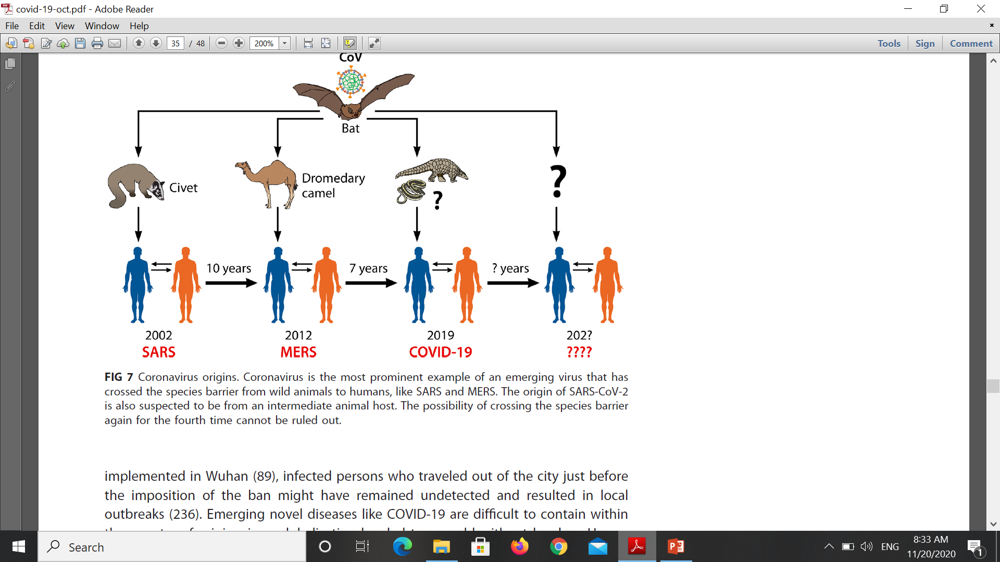 covid-19-oct.pdf - Adobe Reader
File Edit View Window Help
35 / 48 200% Tools Sign Comment
CoV
Bat
Civet
Dromedary
camel
?
?
10 years 7 years ? years
2002 2012 2019 202?
SARS MERS COVID-19 ????
FIG 7 Coronavirus origins. Coronavirus is the most prominent example of an emerging virus that has
crossed the species barrier from wild animals to humans, like SARS and MERS. The origin of SARS-CoV-2
is also suspected to be from an intermediate animal host. The possibility of crossing the species barrier
again for the fourth time cannot be ruled out.
implemented in Wuhan (89), infected persons who traveled out of the city just before
the imposition of the ban might have remained undetected and resulted in local
outbreaks (236). Emerging novel diseases like COVID-19 are difficult to contain within
Search
ENG
8:33 AM
11/20/2020
1